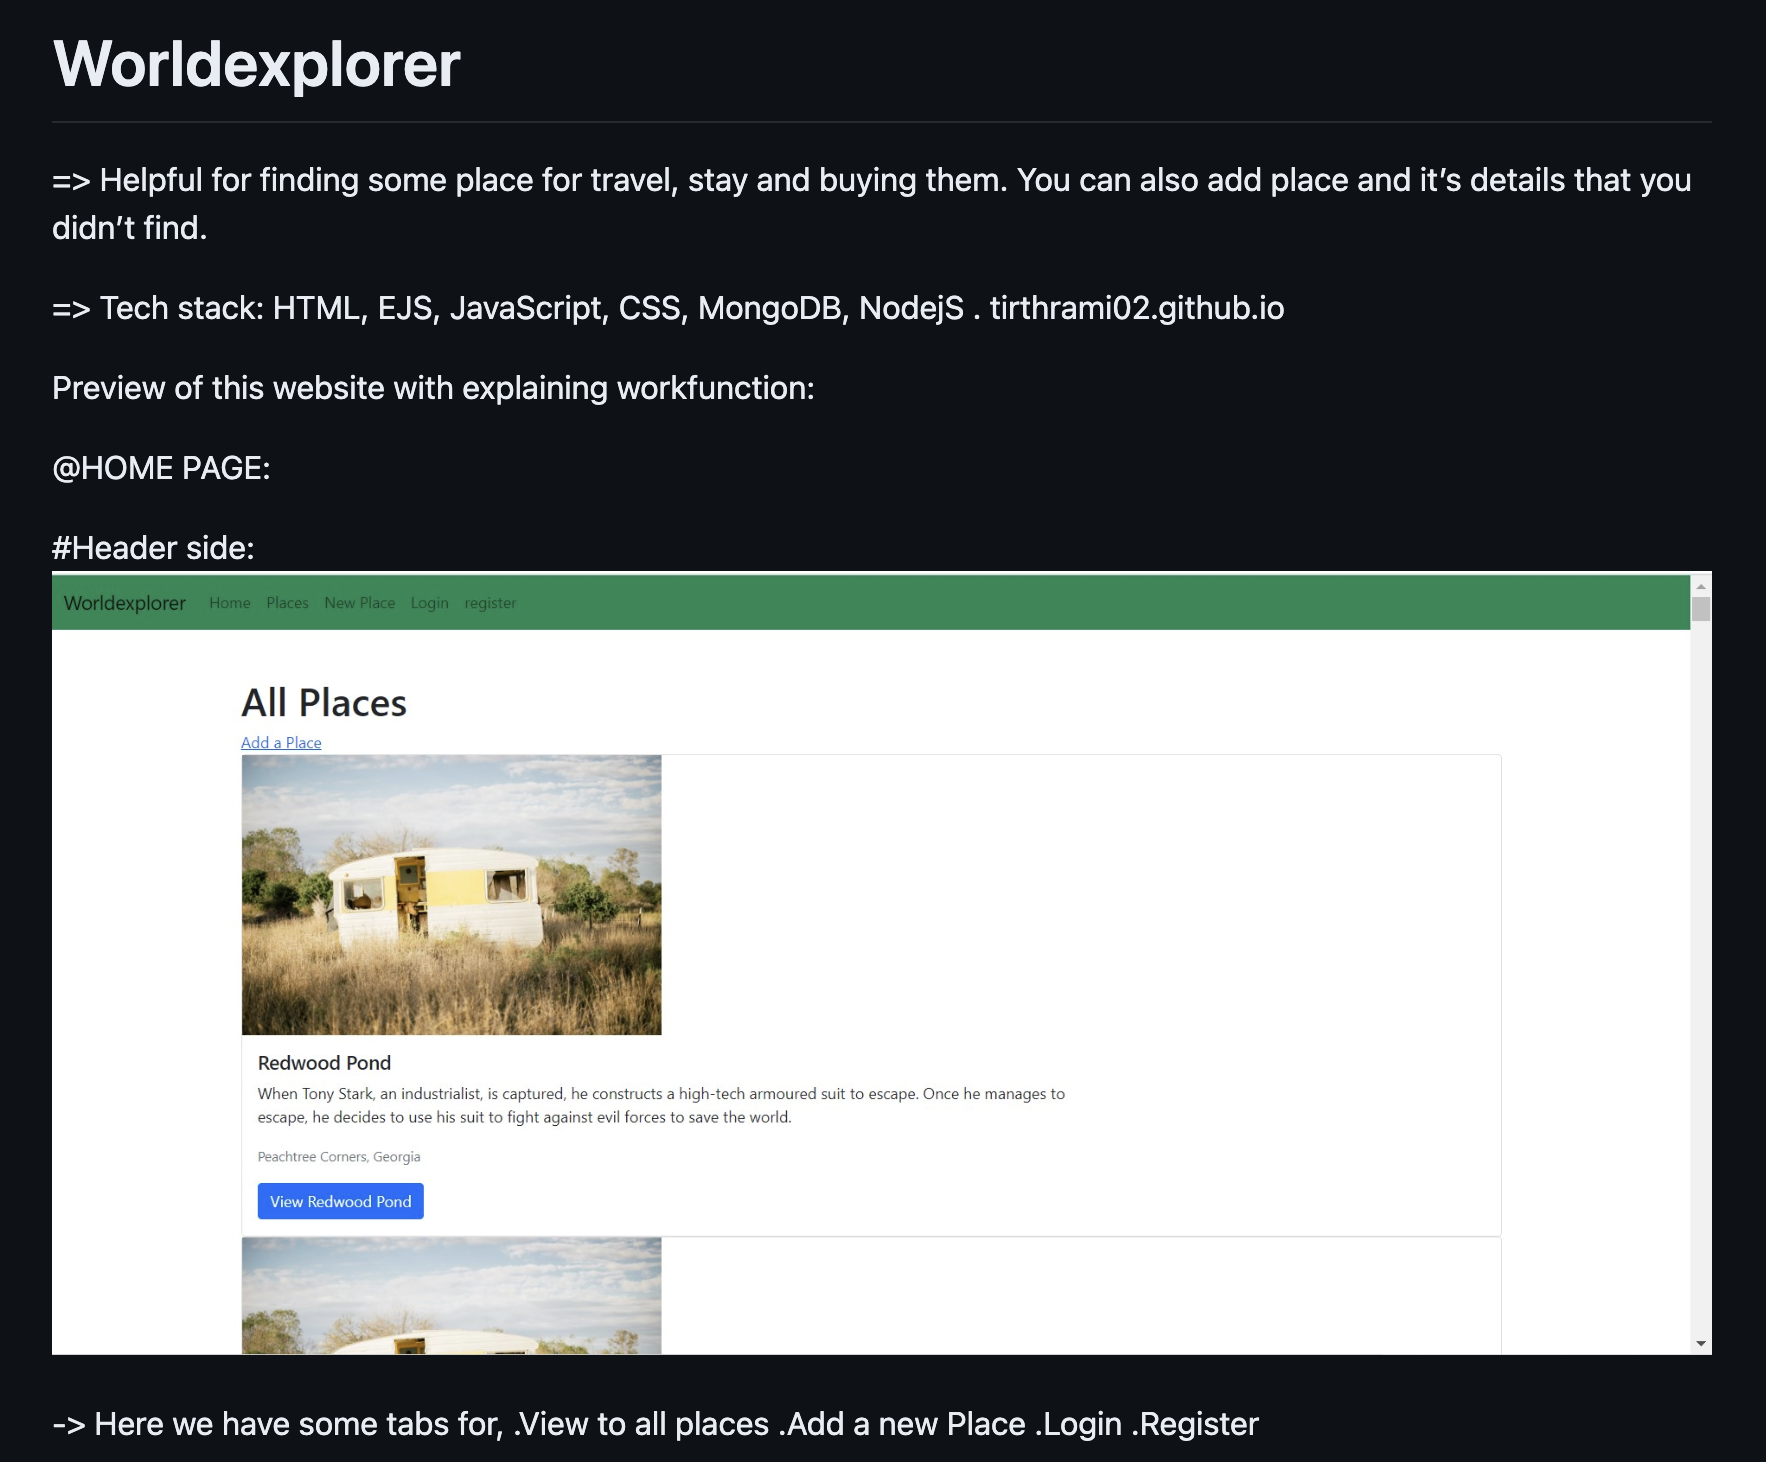 Worldexplorer
=> Helpful for finding some place for travel, stay and buying them. You can also add place and it’s details that you
didn’t find.
=> Tech stack: HTML, EJS, JavaScript, CSS, MongoDB, NodejS . tirthrami02.github.io
Preview of this website with explaining workfunction:
@HOME PAGE:
#Header side:
Worldexplorer Home Places New Place Login register
All Places
Add a Place
Redwood Pond
When Tony Stark, an industrialist, is captured, he constructs a high-tech armoured suit to escape. Once he manages to
escape, he decides to use his suit to fight against evil forces to save the world.
Peachtree Corners, Georgia
View Redwood Pond
-> Here we have some tabs for, .View to all places .Add a new Place .Login .Register